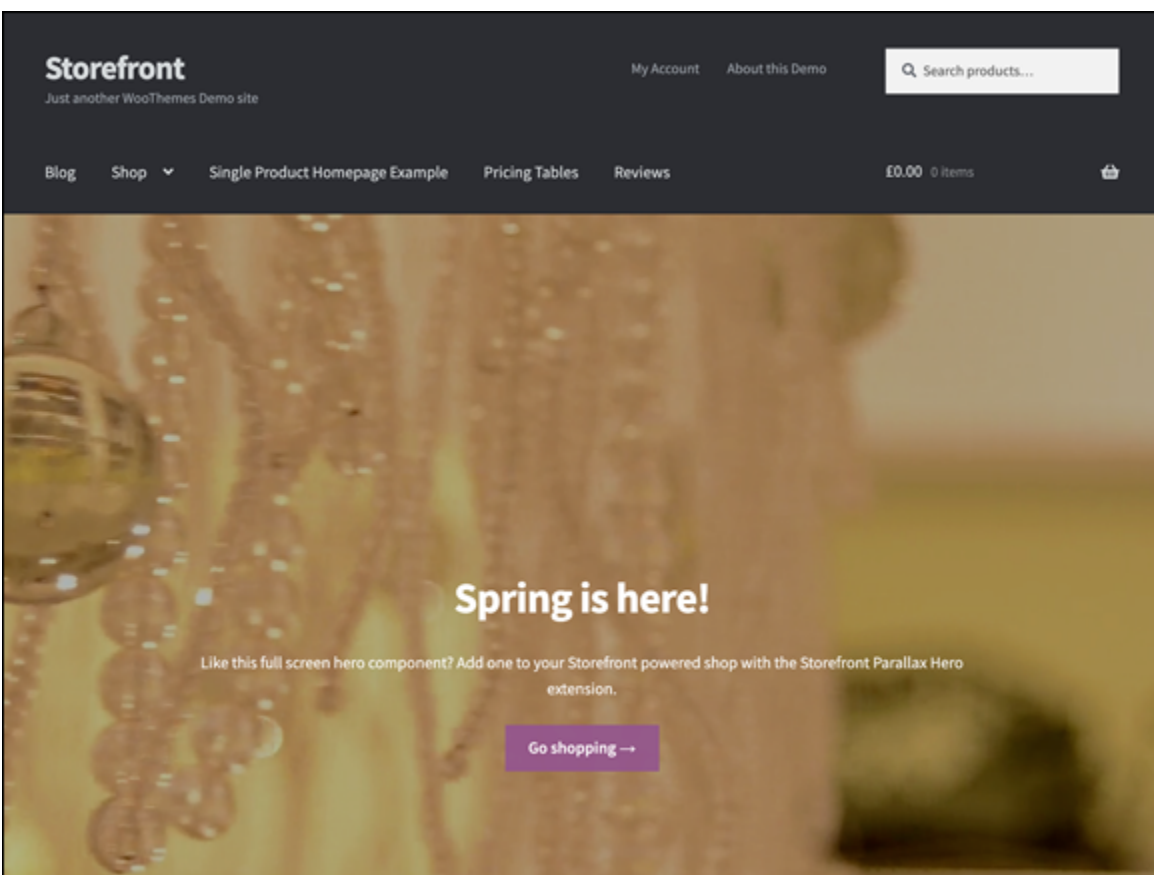 Storefront
Just another WooThemes Demo site
My Account
About this Demo
Search products...
Blog
Shop
Single Product Homepage Example
Pricing Tables
Reviews
£0.00 0 items
Spring is here!
Like this full screen hero component? Add one to your Storefront powered shop with the Storefront Parallax Hero
extension.
Go shopping →